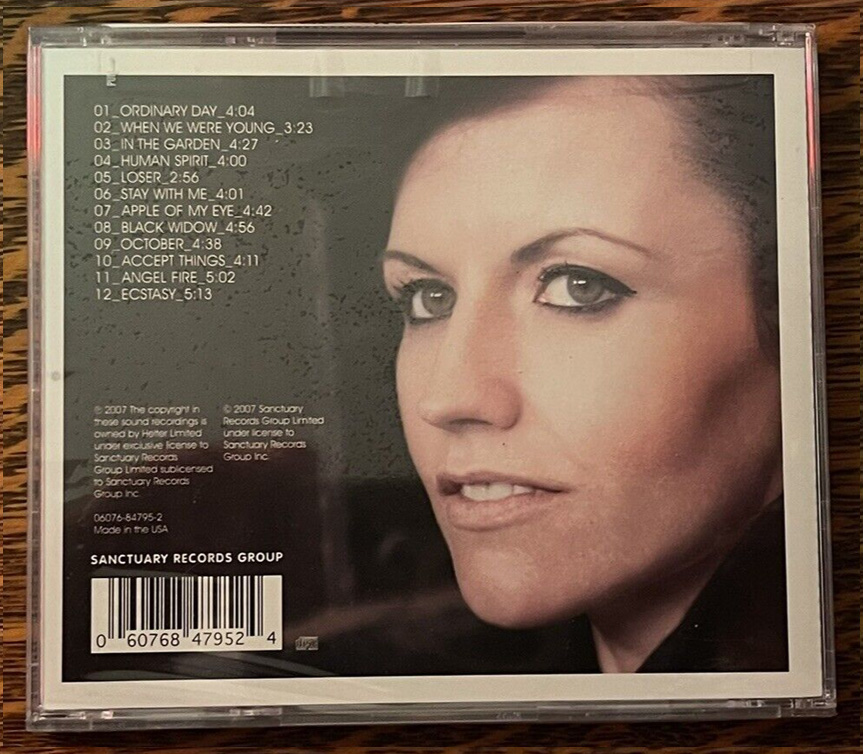 01_ORDINARY DAY_4:04
02_WHEN WE WERE YOUNG_3:23
03_IN THE GARDEN_4:27
04_HUMAN SPIRIT_4:00
05_LOSER_2:56
06_STAY WITH ME_4:01
07_APPLE OF MY EYE_4:42
08_BLACK WIDOW_4:56
09_OCTOBER_4:38
10_ACCEPT THINGS_4:11
11_ANGEL FIRE_5:02
12_ECSTASY_5:13
℗ 2007 The copyright in
these sound recordings is
owned by Helter Limited
under exclusive license to
Sanctuary Records
Group Limited sublicensed
to Sanctuary Records
Group Inc.
© 2007 Sanctuary
Records Group Limited
under license to
Sanctuary Records
Group Inc.
06076-84795-2
Made in the USA
SANCTUARY RECORDS GROUP
0 60768 47952 4